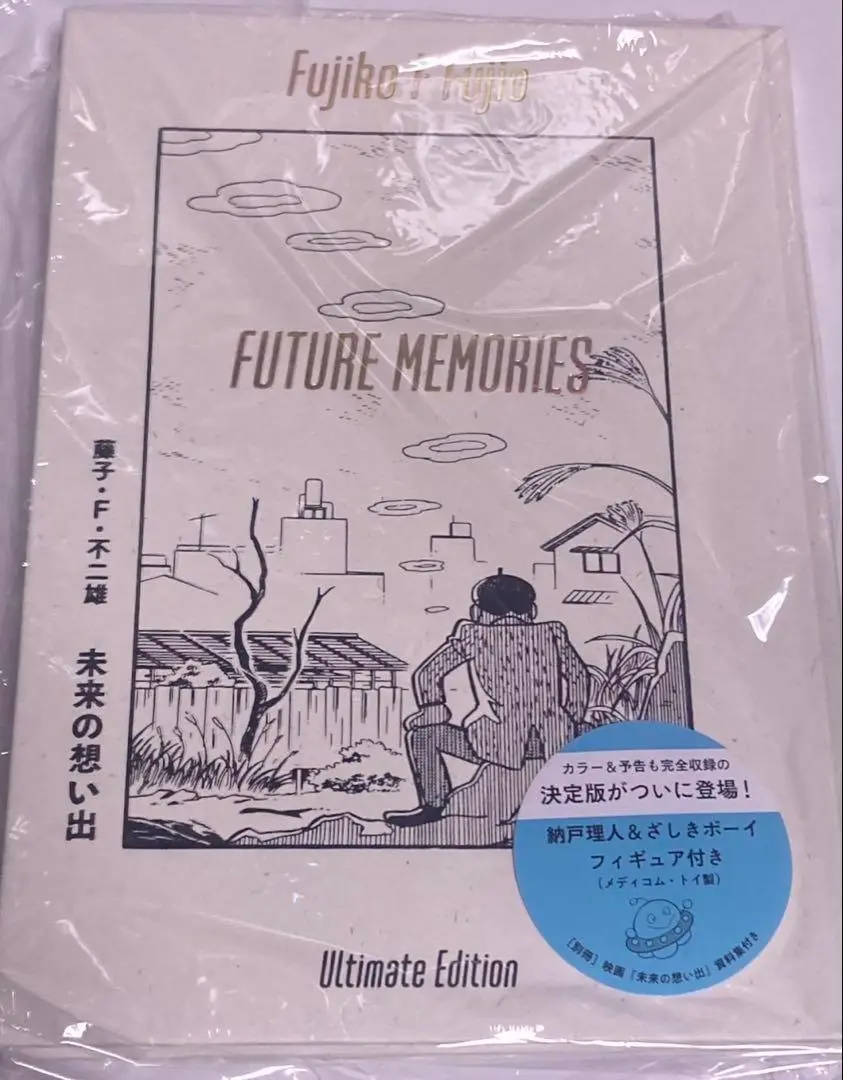 Fujiko F Fujio
FUTURE MEMORIES
藤子・F・不二雄
未来の想い出
カラー&予告も完全収録の
決定版がついに登場!
納戸理人&ざしきボーイ
フィギュア付き
(メディコム・トイ製)
[別冊] 映画『未来の想い出』資料集付き
Ultimate Edition